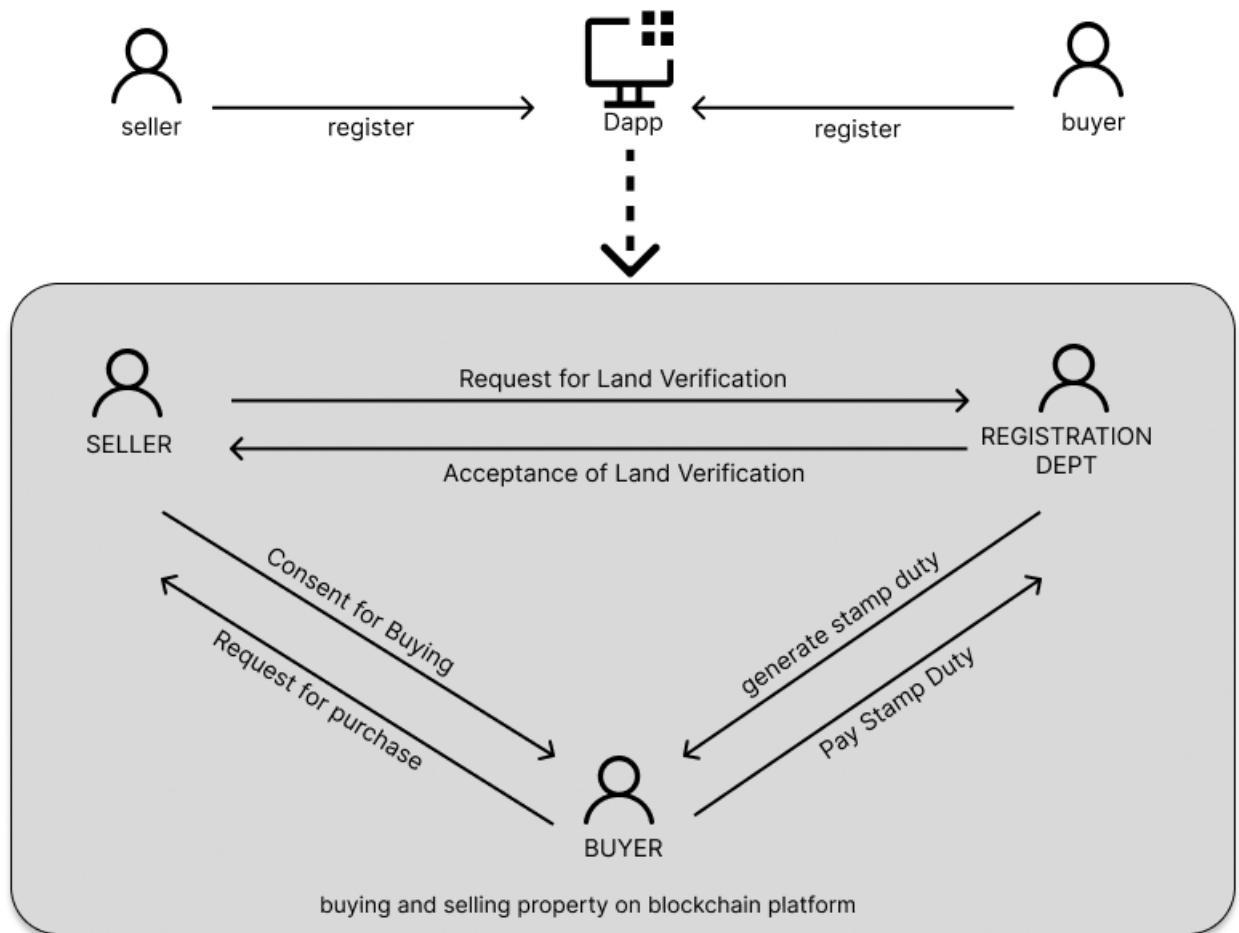 seller
register
Dapp
register
buyer
Request for Land Verification
SELLER
REGISTRATION
DEPT
Acceptance of Land Verification
Consent for Buying
Request for purchase
generate stamp duty
Pay Stamp Duty
BUYER
buying and selling property on blockchain platform